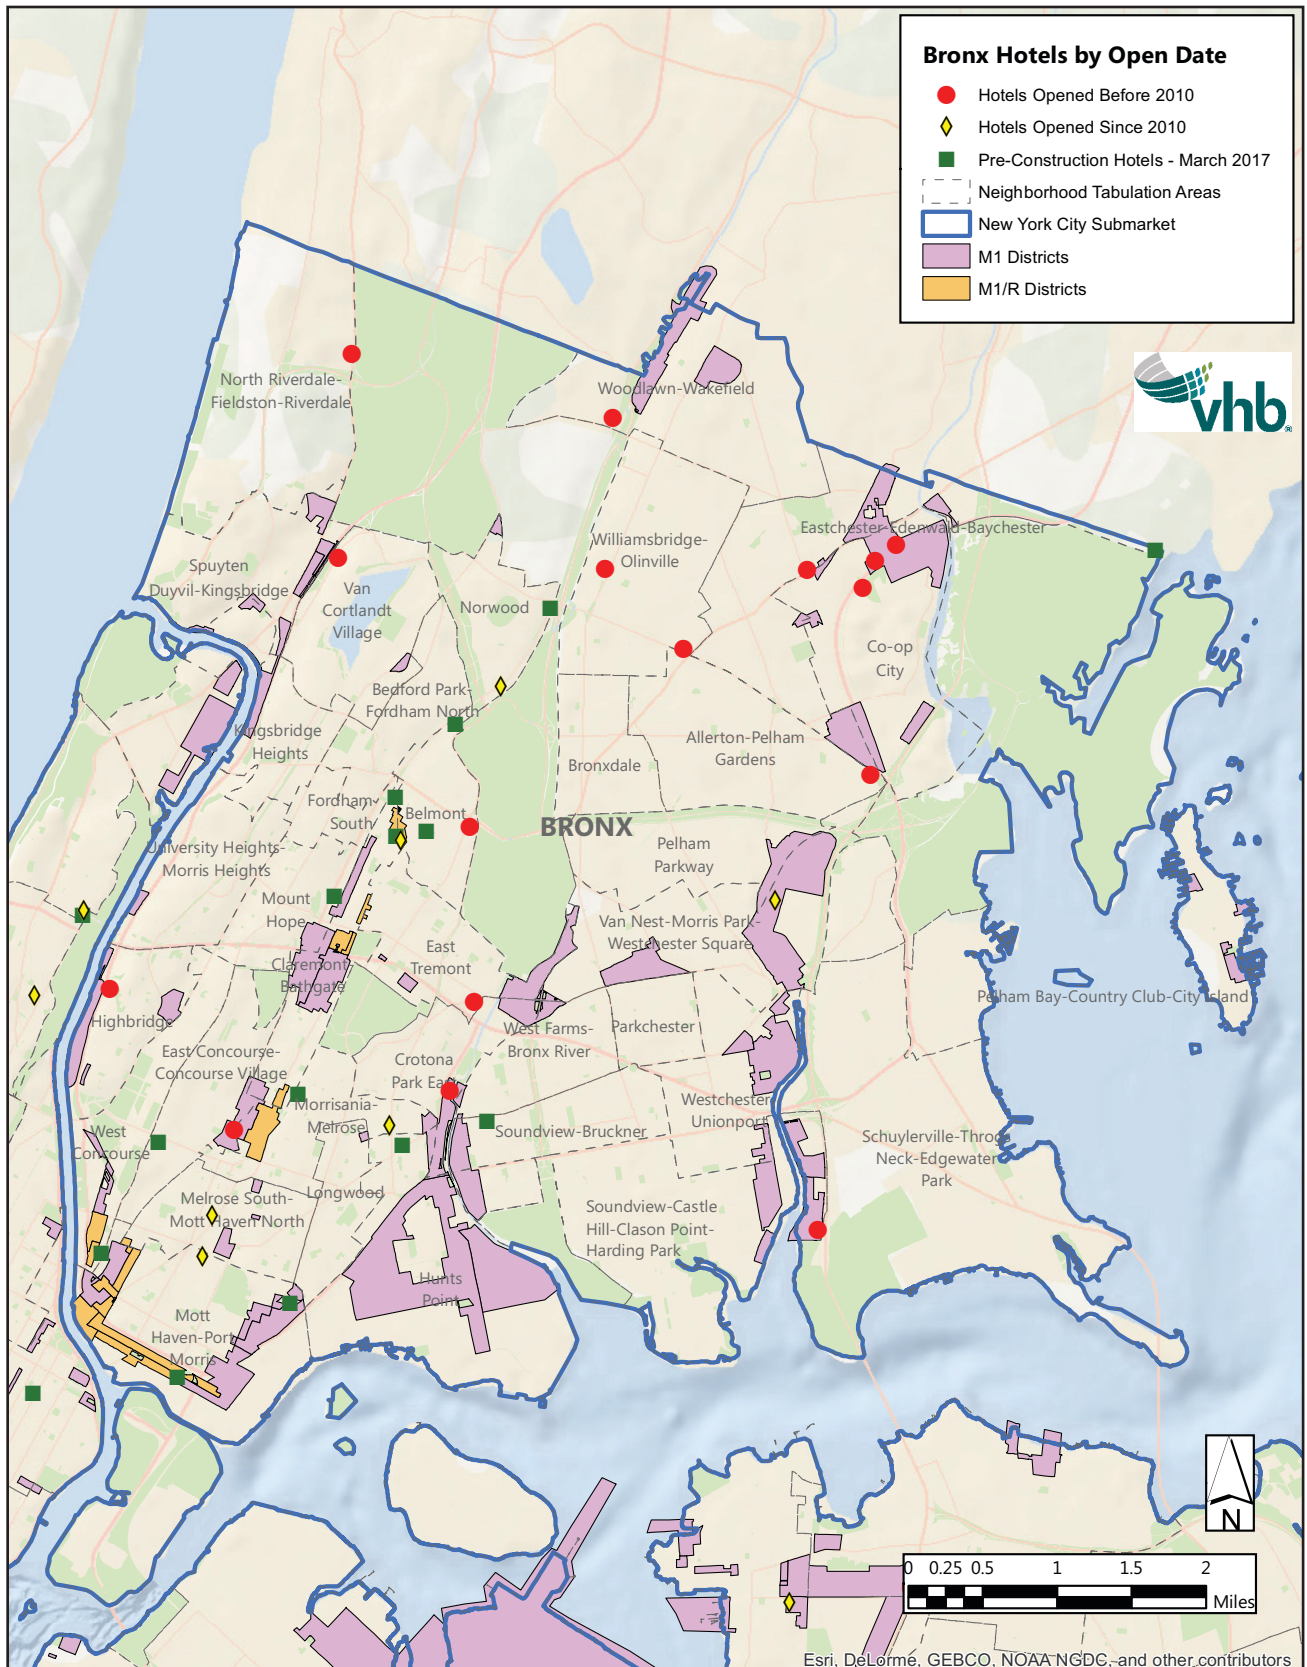 Bronx Hotels by Open Date
Hotels Opened Before 2010
Hotels Opened Since 2010
Pre-Construction Hotels - March 2017
Neighborhood Tabulation Areas
New York City Submarket
M1 Districts
M1/R Districts
vhb®
North Riverdale-
Fieldston-Riverdale
Woodlawn-Wakefield
Eastchester-Edenwald-Baychester
Williamsbridge-
Olinville
Spuyten
Duyvil-Kingsbridge
Van
Cortlandt
Village
Norwood
Co-op
City
Bedford Park-
Fordham North
Kingsbridge
Heights
Allerton-Pelham
Gardens
Bronxdale
Fordham
South
Belmont
BRONX
University Heights-
Morris Heights
Pelham
Parkway
Mount
Hope
Van Nest-Morris Park-
Westchester Square
East
Tremont
Claremont-
Bathgate
Pelham Bay-Country Club-City Island
Highbridge
West Farms-
Bronx River
Parkchester
East Concourse-
Concourse Village
Crotona
Park East
Morrisania-
Melrose
Westchester-
Unionport
West
Concourse
Soundview-Bruckner
Schuylerville-Throgs
Neck-Edgewater
Park
Longwood
Melrose South-
Mott Haven North
Soundview-Castle
Hill-Clason Point-
Harding Park
Hunts
Point
Mott
Haven-Port
Morris
N
0 0.25 0.5 1 1.5 2
Miles
Esri, DeLorme, GEBCO, NOAA NGDC, and other contributors